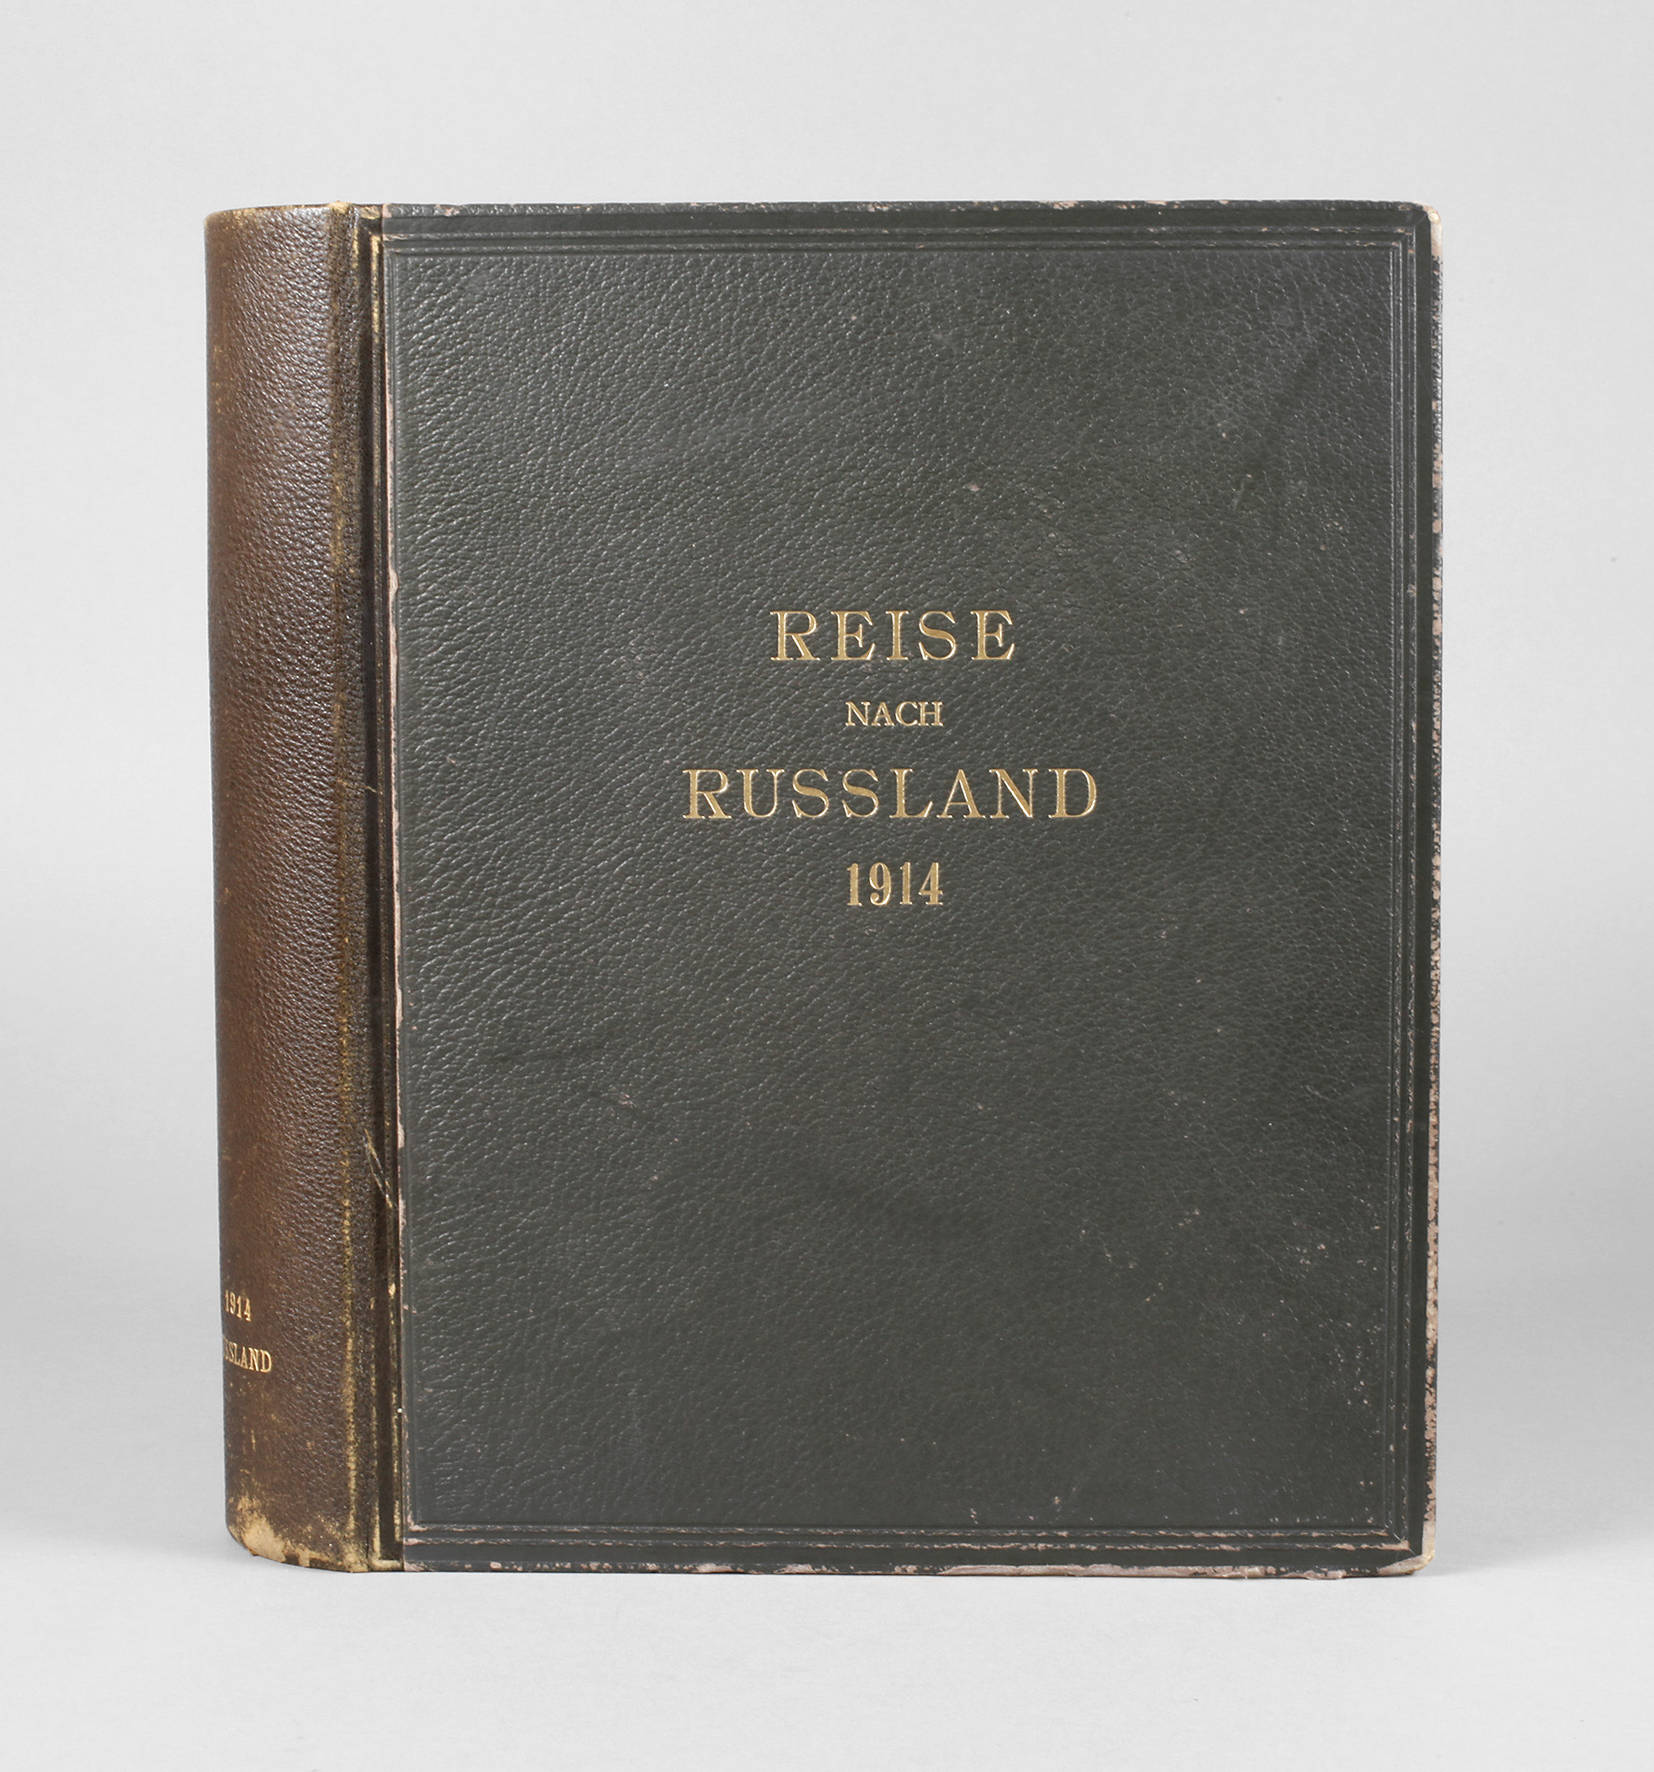 REISE
NACH
RUSSLAND
1914
1914